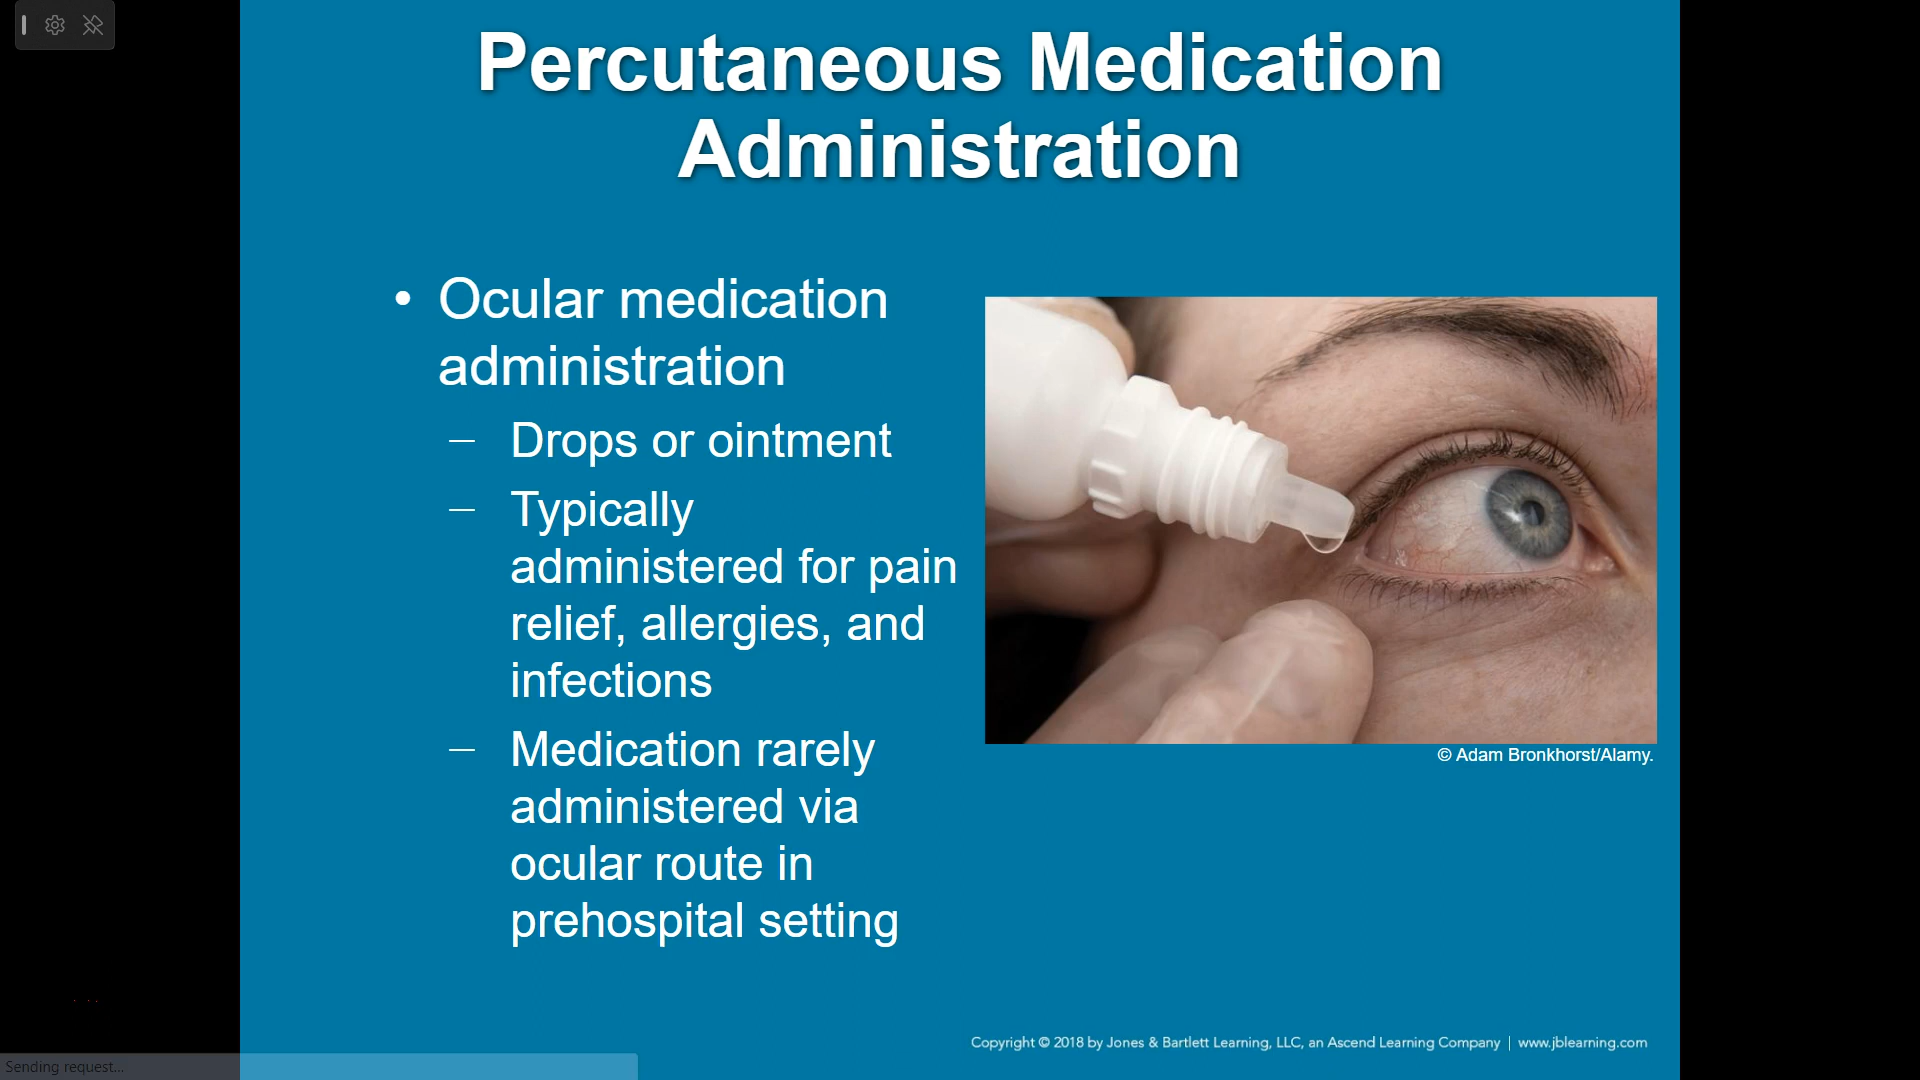 Percutaneous Medication
Administration
• Ocular medication
administration
– Drops or ointment
– Typically
administered for pain
relief, allergies, and
infections
– Medication rarely
administered via
ocular route in
prehospital setting
© Adam Bronkhorst/Alamy.
Copyright © 2018 by Jones & Bartlett Learning, LLC, an Ascend Learning Company | www.jblearning.com
Sending request...